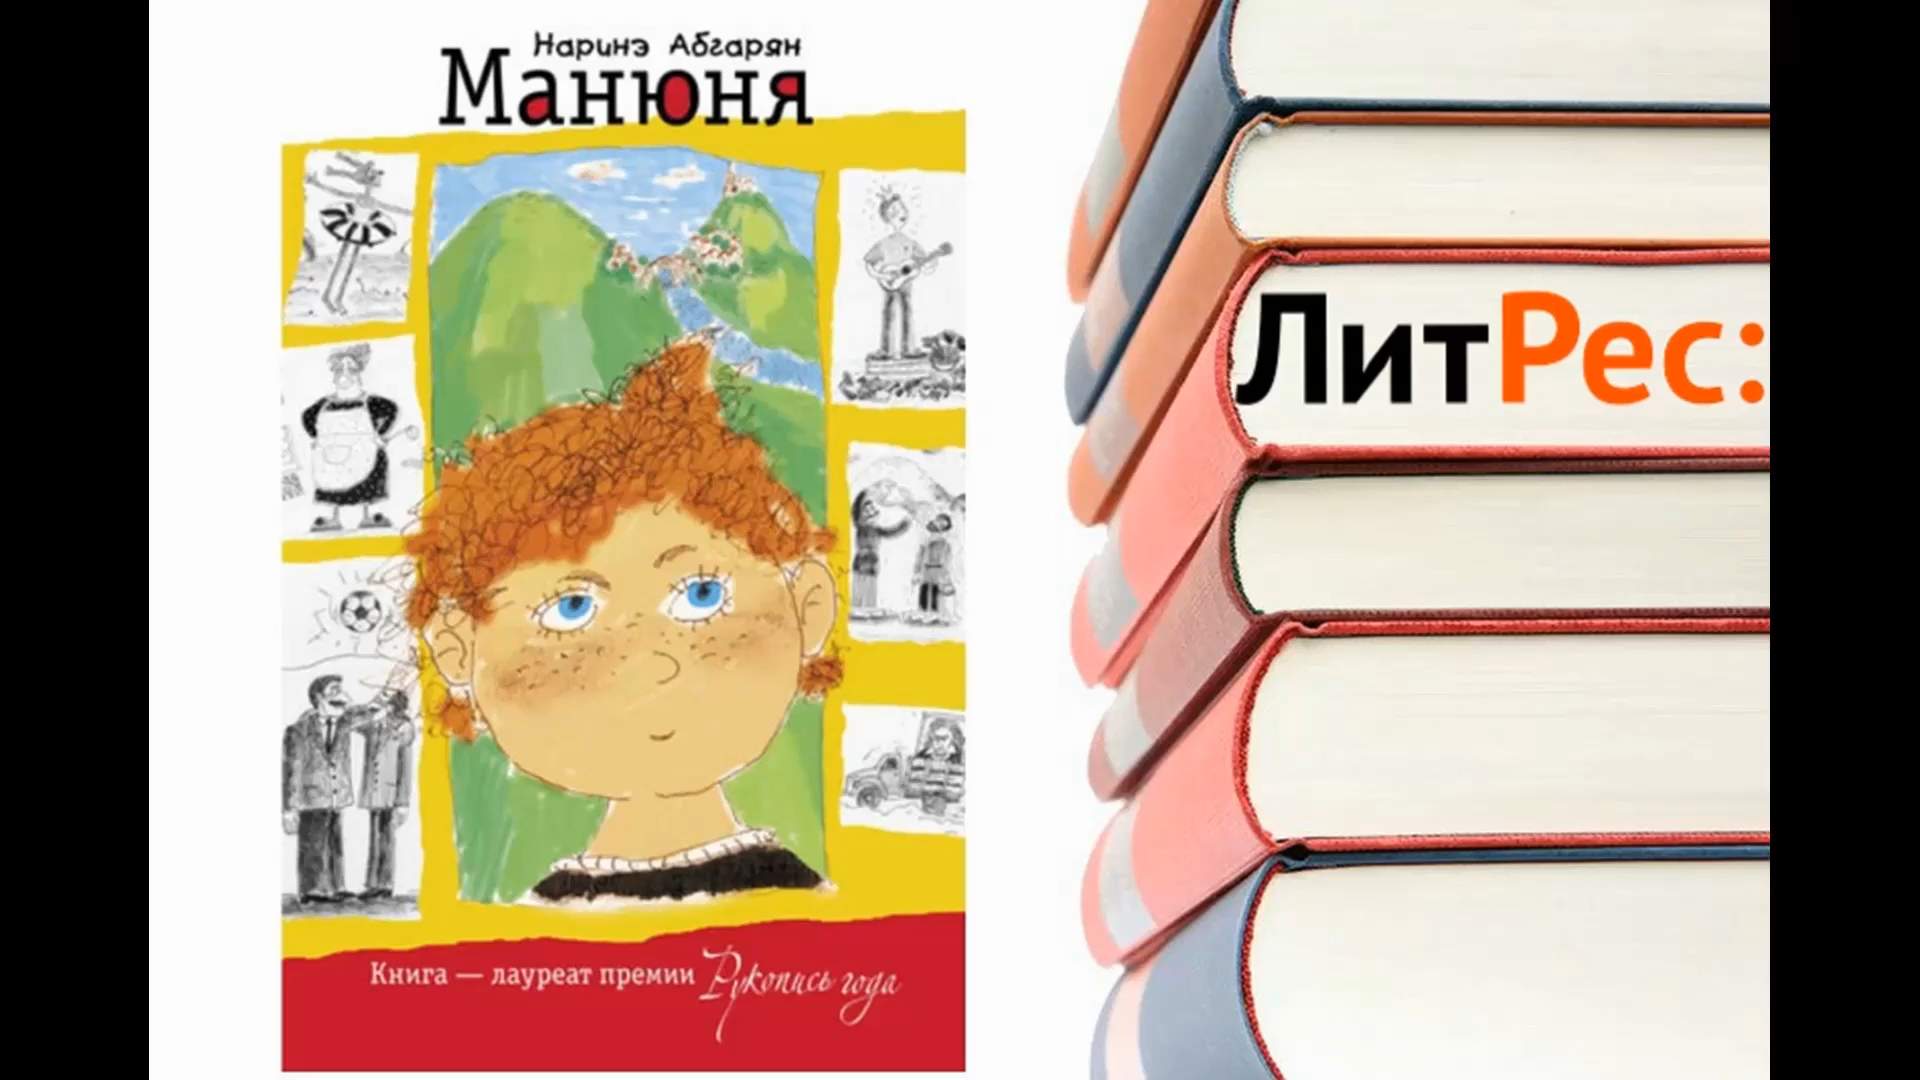 Наринэ Абгарян
Манюня
Книга — лауреат премии Рукопись года
ЛитРес: